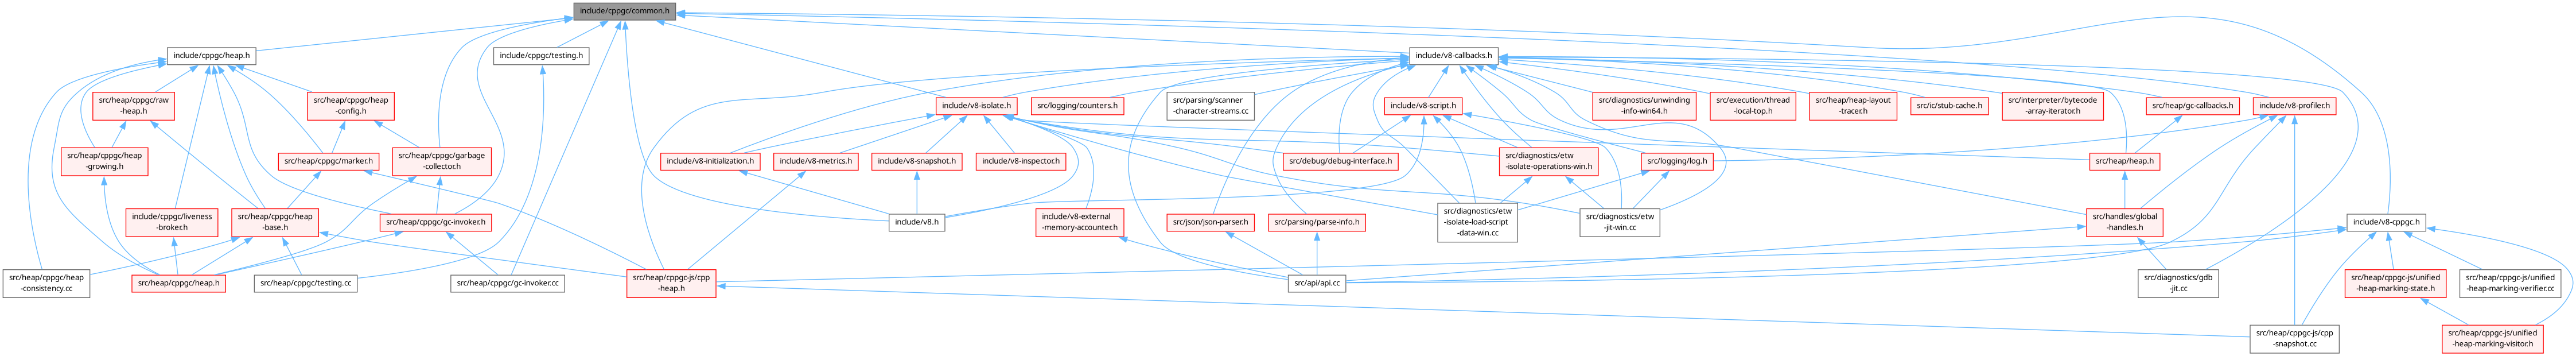 include/cppgc/common.h
include/cppgc/heap.h
include/cppgc/testing.h
include/v8-callbacks.h
src/heap/cppgc/raw
-heap.h
src/heap/cppgc/heap
-config.h
include/v8-isolate.h
src/logging/counters.h
src/parsing/scanner
-character-streams.cc
include/v8-script.h
src/diagnostics/unwinding
-info-win64.h
src/execution/thread
-local-top.h
src/heap/heap-layout
-tracer.h
src/ic/stub-cache.h
src/interpreter/bytecode
-array-iterator.h
src/heap/gc-callbacks.h
include/v8-profiler.h
src/heap/cppgc/heap
-growing.h
src/heap/cppgc/marker.h
src/heap/cppgc/garbage
-collector.h
include/v8-initialization.h
include/v8-metrics.h
include/v8-snapshot.h
include/v8-inspector.h
src/debug/debug-interface.h
src/diagnostics/etw
-isolate-operations-win.h
src/logging/log.h
src/heap/heap.h
include/cppgc/liveness
-broker.h
src/heap/cppgc/heap
-base.h
src/heap/cppgc/gc-invoker.h
include/v8.h
include/v8-external
-memory-accounter.h
src/json/json-parser.h
src/parsing/parse-info.h
src/diagnostics/etw
-isolate-load-script
-data-win.cc
src/diagnostics/etw
-jit-win.cc
src/handles/global
-handles.h
include/v8-cppgc.h
src/heap/cppgc/heap
-consistency.cc
src/heap/cppgc/heap.h
src/heap/cppgc/testing.cc
src/heap/cppgc/gc-invoker.cc
src/heap/cppgc-js/cpp
-heap.h
src/api/api.cc
src/diagnostics/gdb
-jit.cc
src/heap/cppgc-js/unified
-heap-marking-state.h
src/heap/cppgc-js/unified
-heap-marking-verifier.cc
src/heap/cppgc-js/cpp
-snapshot.cc
src/heap/cppgc-js/unified
-heap-marking-visitor.h